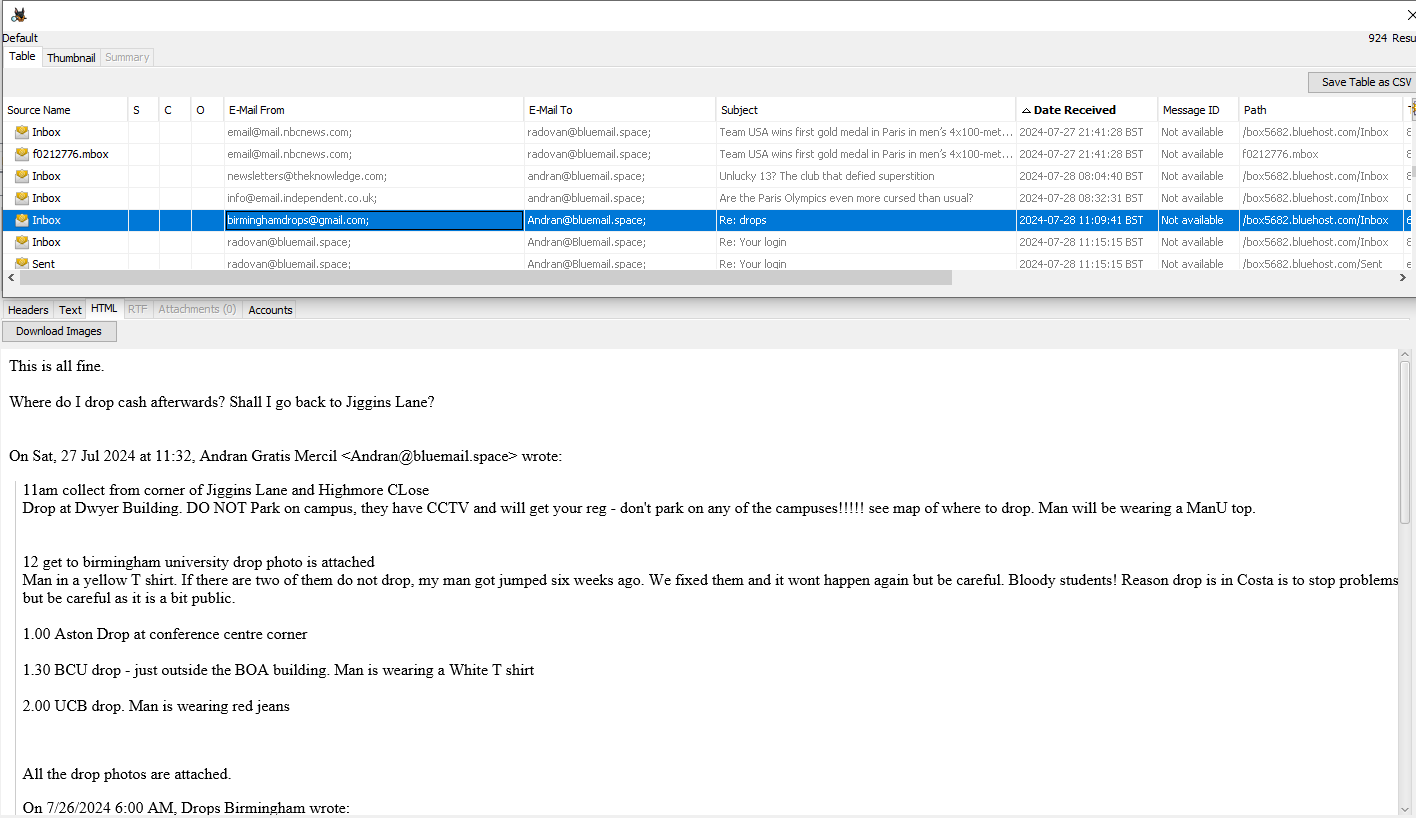 Default
924 Resu
Table Thumbnail Summary
Save Table as CSV
Source Name S C O E-Mail From E-Mail To Subject Date Received Message ID Path
Inbox email@mail.nbcnews.com; radovan@bluemail.space; Team USA wins first gold medal in Paris in men's 4x100-met... 2024-07-27 21:41:28 BST Not available /box5682.bluehost.com/Inbox
f0212776.mbox email@mail.nbcnews.com; radovan@bluemail.space; Team USA wins first gold medal in Paris in men's 4x100-met... 2024-07-27 21:41:28 BST Not available f0212776.mbox
Inbox newsletters@theknowledge.com; andran@bluemail.space; Unlucky 13? The club that defied superstition 2024-07-28 08:04:40 BST Not available /box5682.bluehost.com/Inbox
Inbox info@email.independent.co.uk; andran@bluemail.space; Are the Paris Olympics even more cursed than usual? 2024-07-28 08:32:31 BST Not available /box5682.bluehost.com/Inbox
Inbox birminghamdrops@gmail.com; Andran@bluemail.space; Re: drops 2024-07-28 11:09:41 BST Not available /box5682.bluehost.com/Inbox
Inbox radovan@bluemail.space; Andran@Bluemail.space; Re: Your login 2024-07-28 11:15:15 BST Not available /box5682.bluehost.com/Inbox
Sent radovan@bluemail.space; Andran@Bluemail.space; Re: Your login 2024-07-28 11:15:15 BST Not available /box5682.bluehost.com/Sent
Headers Text HTML RTF Attachments (0) Accounts
Download Images
This is all fine.
Where do I drop cash afterwards? Shall I go back to Jiggins Lane?
On Sat, 27 Jul 2024 at 11:32, Andran Gratis Mercil <Andran@bluemail.space> wrote:
11am collect from corner of Jiggins Lane and Highmore CLose
Drop at Dwyer Building. DO NOT Park on campus, they have CCTV and will get your reg - don't park on any of the campuses!!!!! see map of where to drop. Man will be wearing a ManU top.
12 get to birmingham university drop photo is attached
Man in a yellow T shirt. If there are two of them do not drop, my man got jumped six weeks ago. We fixed them and it wont happen again but be careful. Bloody students! Reason drop is in Costa is to stop problems
but be careful as it is a bit public.
1.00 Aston Drop at conference centre corner
1.30 BCU drop - just outside the BOA building. Man is wearing a White T shirt
2.00 UCB drop. Man is wearing red jeans
All the drop photos are attached.
On 7/26/2024 6:00 AM, Drops Birmingham wrote: